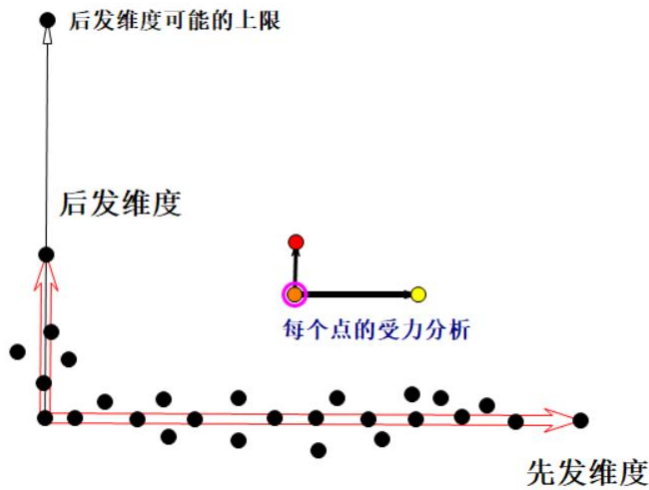 后发维度可能的上限
后发维度
每个点的受力分析
先发维度